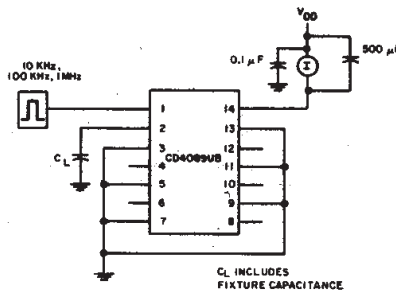 VDD
10 KHz,
100 KHz, 1 MHz
0.1 µF
I
500 µ
1
2
3
4
5
6
7
14
13
12
11
10
9
8
CD4069UB
CL
CL INCLUDES
FIXTURE CAPACITANCE